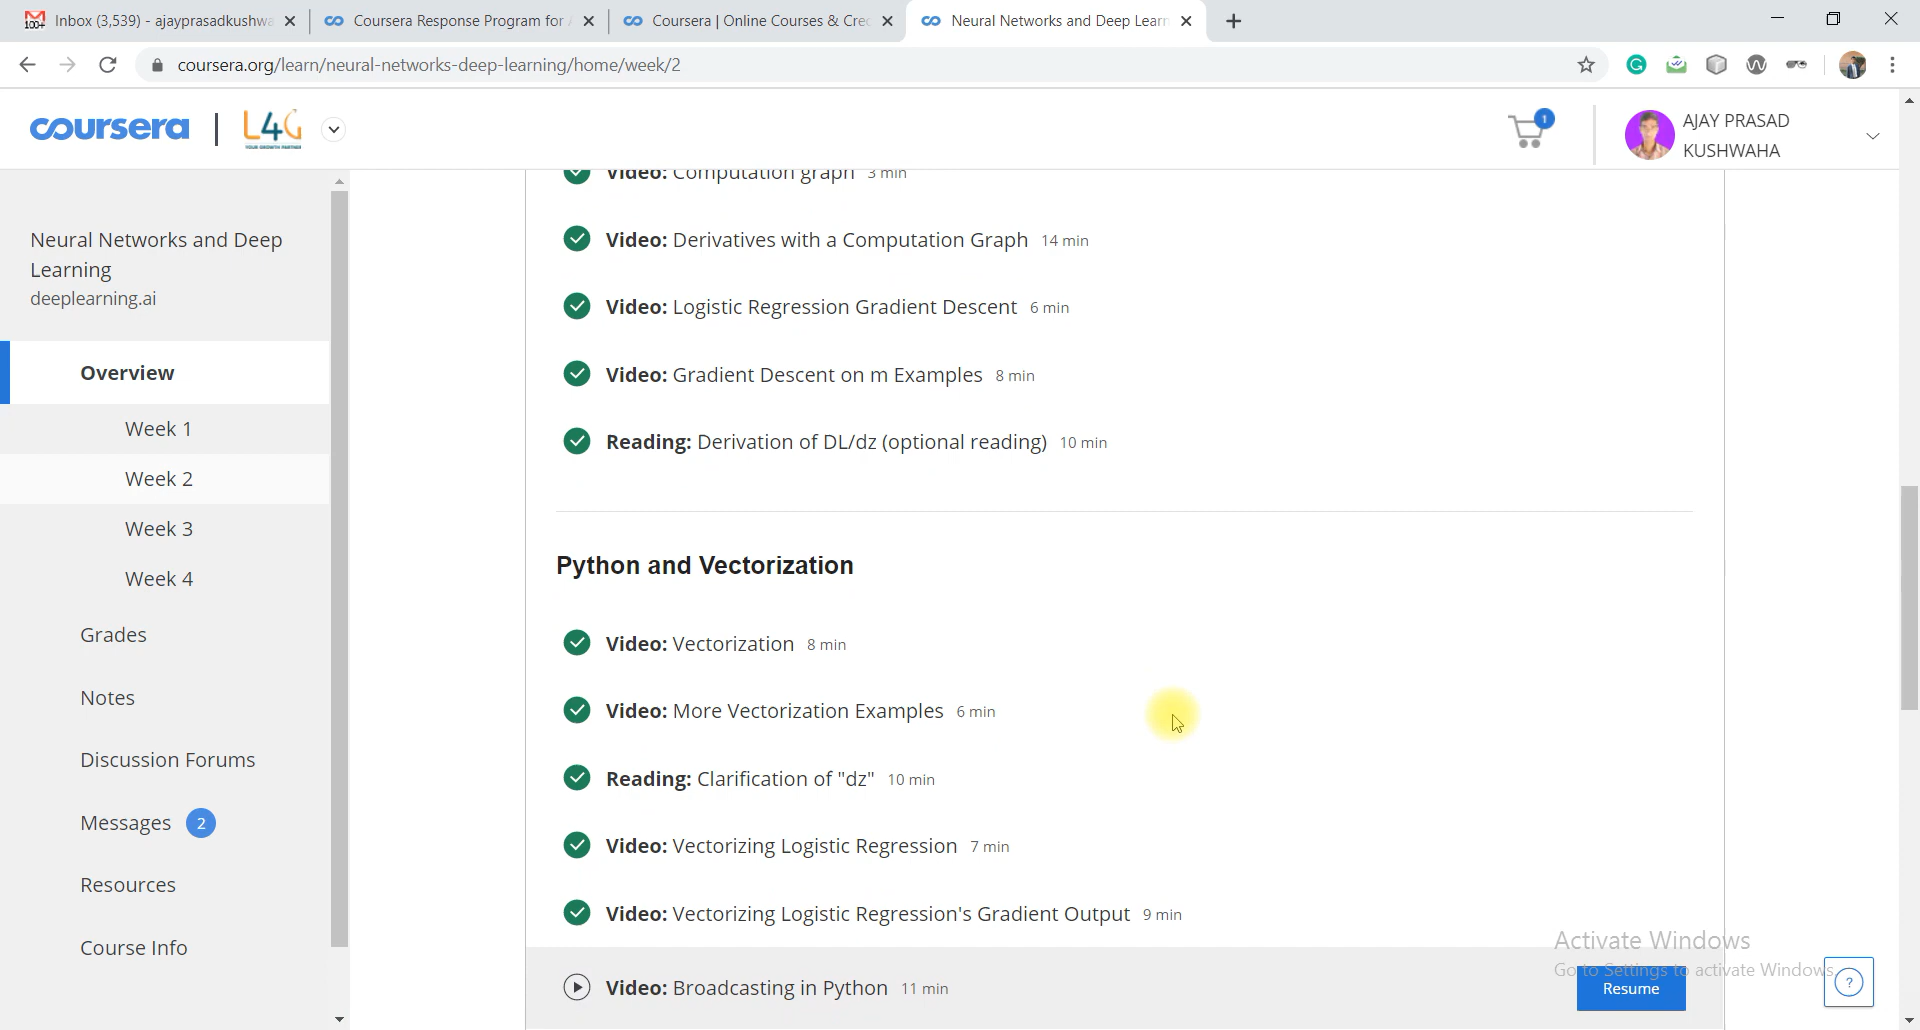 Inbox (3,539) - ajayprasadkushwa
Coursera Response Program for
Coursera | Online Courses & Cre
Neural Networks and Deep Learn
coursera.org/learn/neural-networks-deep-learning/home/week/2
coursera | L4G
YOUR GROWTH PARTNER
1
AJAY PRASAD
KUSHWAHA
Neural Networks and Deep
Learning
deeplearning.ai
Overview
Week 1
Week 2
Week 3
Week 4
Grades
Notes
Discussion Forums
Messages 2
Resources
Course Info
Video: Computation graph 3 min
Video: Derivatives with a Computation Graph 14 min
Video: Logistic Regression Gradient Descent 6 min
Video: Gradient Descent on m Examples 8 min
Reading: Derivation of DL/dz (optional reading) 10 min
Python and Vectorization
Video: Vectorization 8 min
Video: More Vectorization Examples 6 min
Reading: Clarification of "dz" 10 min
Video: Vectorizing Logistic Regression 7 min
Video: Vectorizing Logistic Regression's Gradient Output 9 min
Video: Broadcasting in Python 11 min
Resume
Activate Windows
Go to Settings to activate Windows.
?